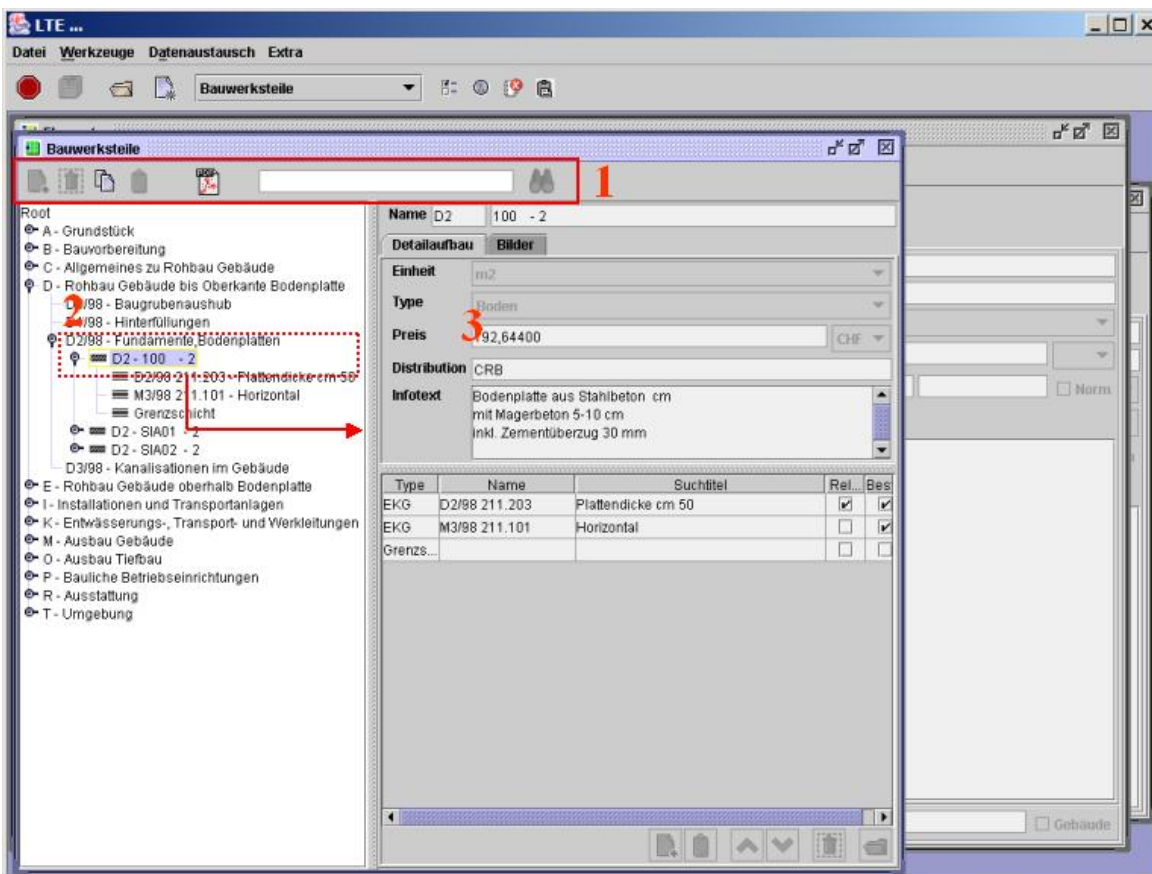 LTE ...
Datei Werkzeuge Datenaustausch Extra
Bauwerksteile
Bauwerksteile
PDF
1
Root
A - Grundstück
B - Bauvorbereitung
C - Allgemeines zu Rohbau Gebäude
D - Rohbau Gebäude bis Oberkante Bodenplatte
/98 - Baugrubenaushub
2
/98 - Hinterfüllungen
D2/98 - Fundamente,Bodenplatten
D2 - 100 - 2
D2/98 211.203 - Plattendicke cm 50
M3/98 211.101 - Horizontal
Grenzschicht
D2 - SIA01 - 2
D2 - SIA02 - 2
D3/98 - Kanalisationen im Gebäude
E - Rohbau Gebäude oberhalb Bodenplatte
I - Installationen und Transportanlagen
K - Entwässerungs-, Transport- und Werkleitungen
M - Ausbau Gebäude
O - Ausbau Tiefbau
P - Bauliche Betriebseinrichtungen
R - Ausstattung
T - Umgebung
Name D2 100 - 2
Detailaufbau Bilder
Einheit m2
Type Boden
3
Preis 92,64400 CHF
Distribution CRB
Infotext Bodenplatte aus Stahlbeton cm
mit Magerbeton 5-10 cm
inkl. Zementüberzug 30 mm
Type Name Suchtitel Rel... Bes
EKG D2/98 211.203 Plattendicke cm 50
EKG M3/98 211.101 Horizontal
Grenzs...
Norm
Gebäude